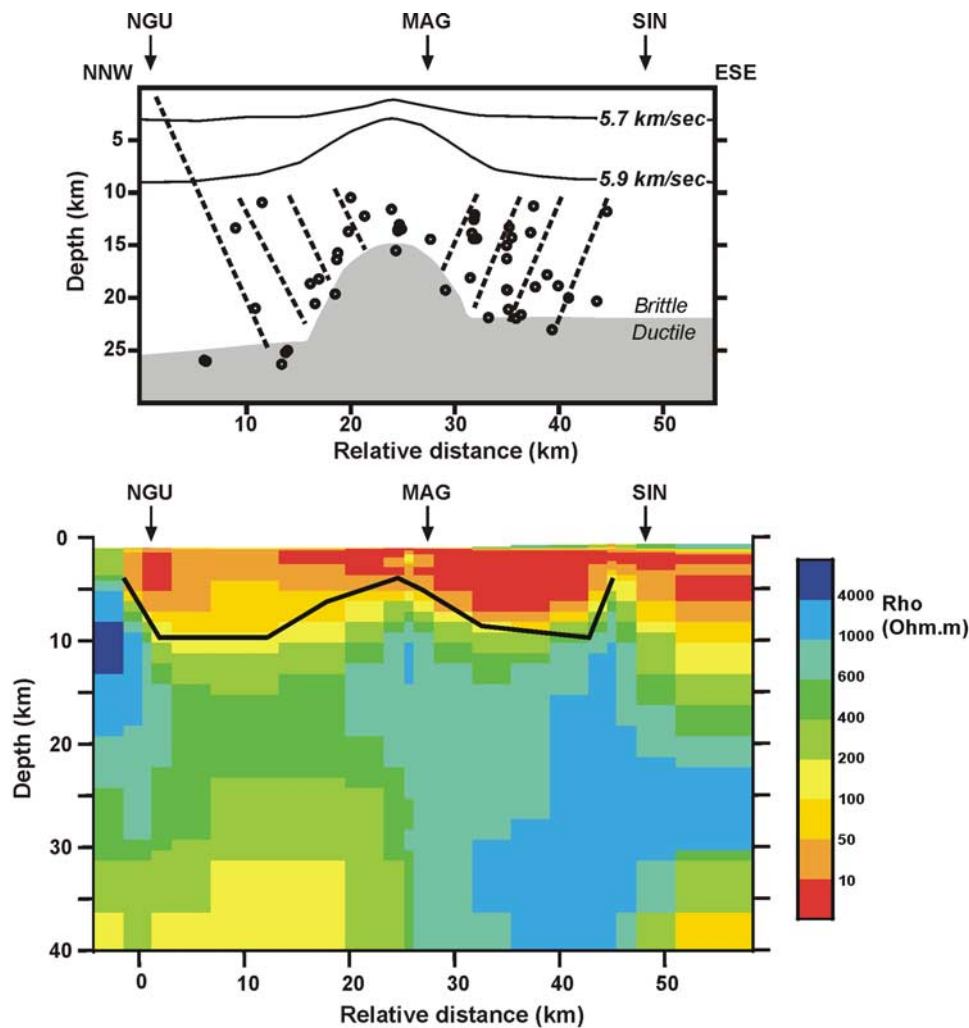 NGU MAG SIN
NNW ESE
5.7 km/sec
5
5.9 km/sec
10
15
20
Brittle
Ductile
25
Depth (km)
10 20 30 40 50
Relative distance (km)
NGU MAG SIN
0
10
20
30
40
Depth (km)
0 10 20 30 40 50
Relative distance (km)
4000
1000
600
400
200
100
50
10
Rho
(Ohm.m)